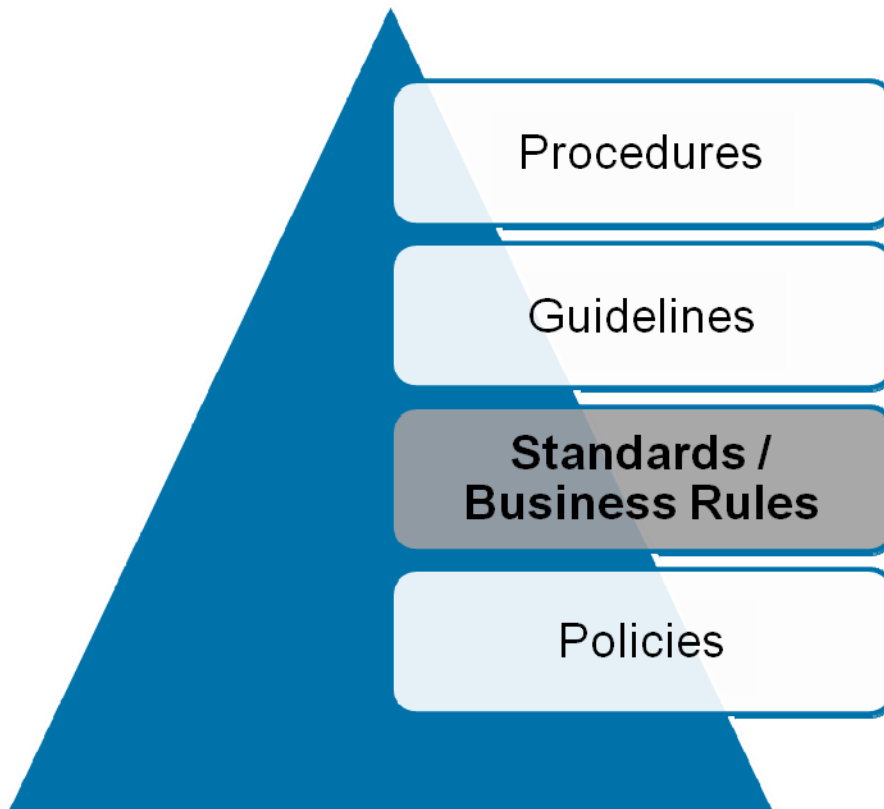 Procedures
Guidelines
Standards /
Business Rules
Policies